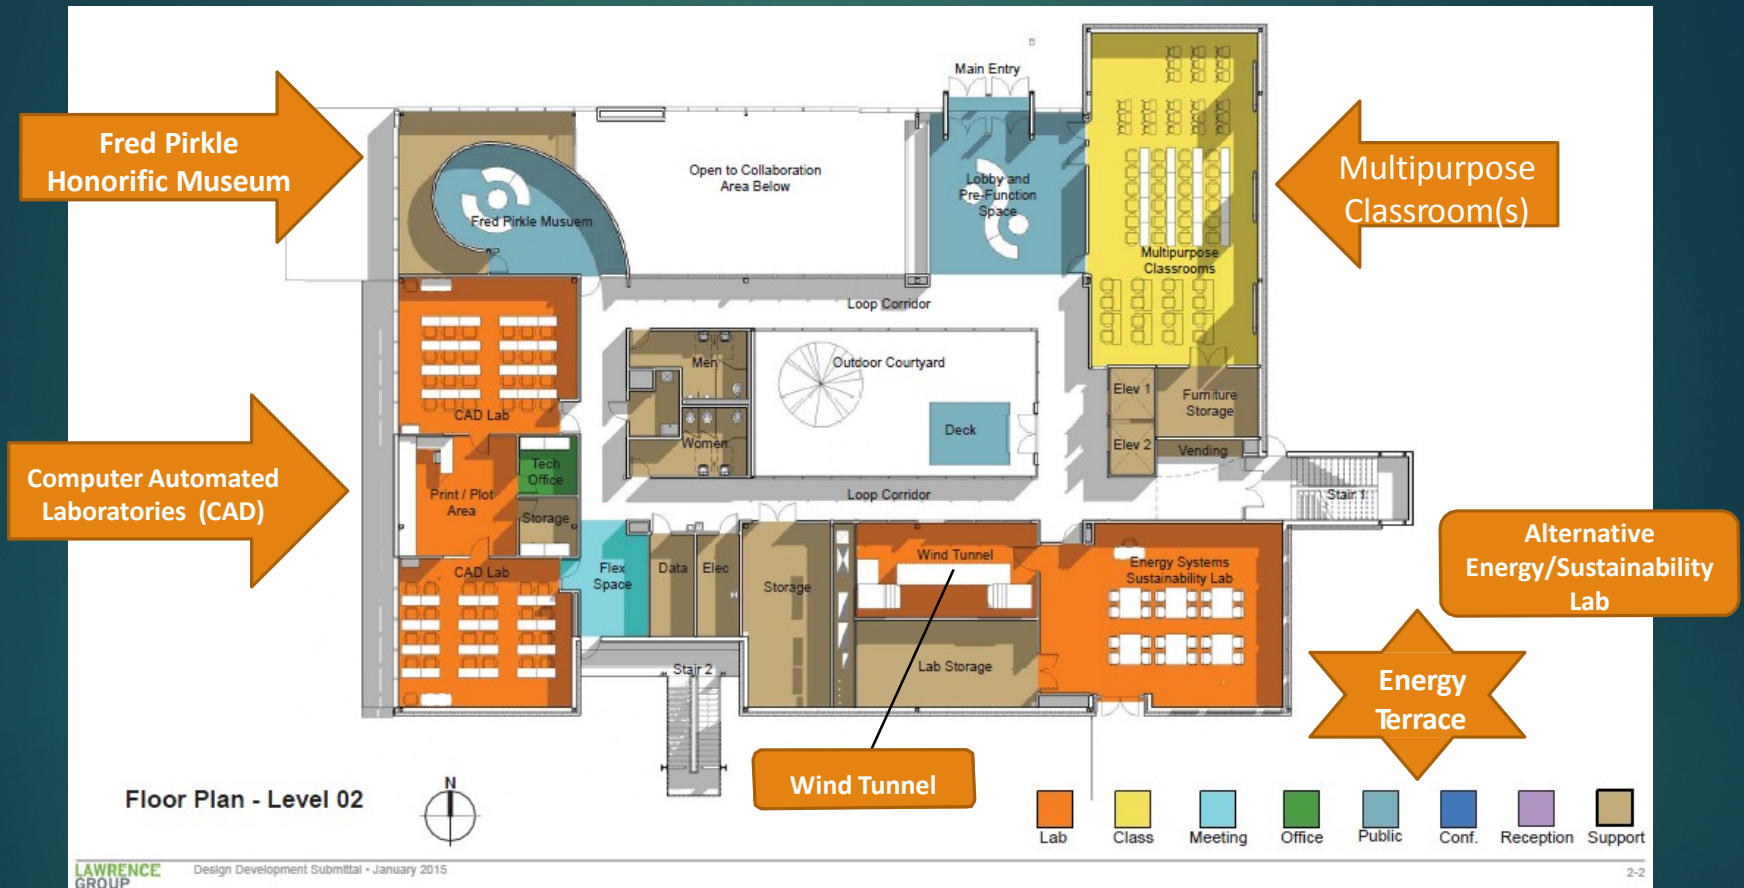 Main Entry
Fred Pirkle
Honorific Museum
Open to Collaboration
Area Below
Lobby and
Pre-Function
Space
Multipurpose
Classroom(s)
Fred Pirkle Musuem
Multipurpose
Classrooms
Loop Corridor
Men
Outdoor Courtyard
Elev 1
Furniture
Storage
CAD Lab
Deck
Women
Elev 2
Vending
Computer Automated
Laboratories (CAD)
Tech
Office
Print / Plot
Area
Storage
Loop Corridor
Stair 1
Alternative
Energy/Sustainability
Lab
CAD Lab
Flex
Space
Data
Elec
Storage
Wind Tunnel
Energy Systems
Sustainability Lab
Stair 2
Lab Storage
Energy
Terrace
Wind Tunnel
Floor Plan - Level 02
N
Lab
Class
Meeting
Office
Public
Conf.
Reception
Support
LAWRENCE
GROUP
Design Development Submittal • January 2015
2-2